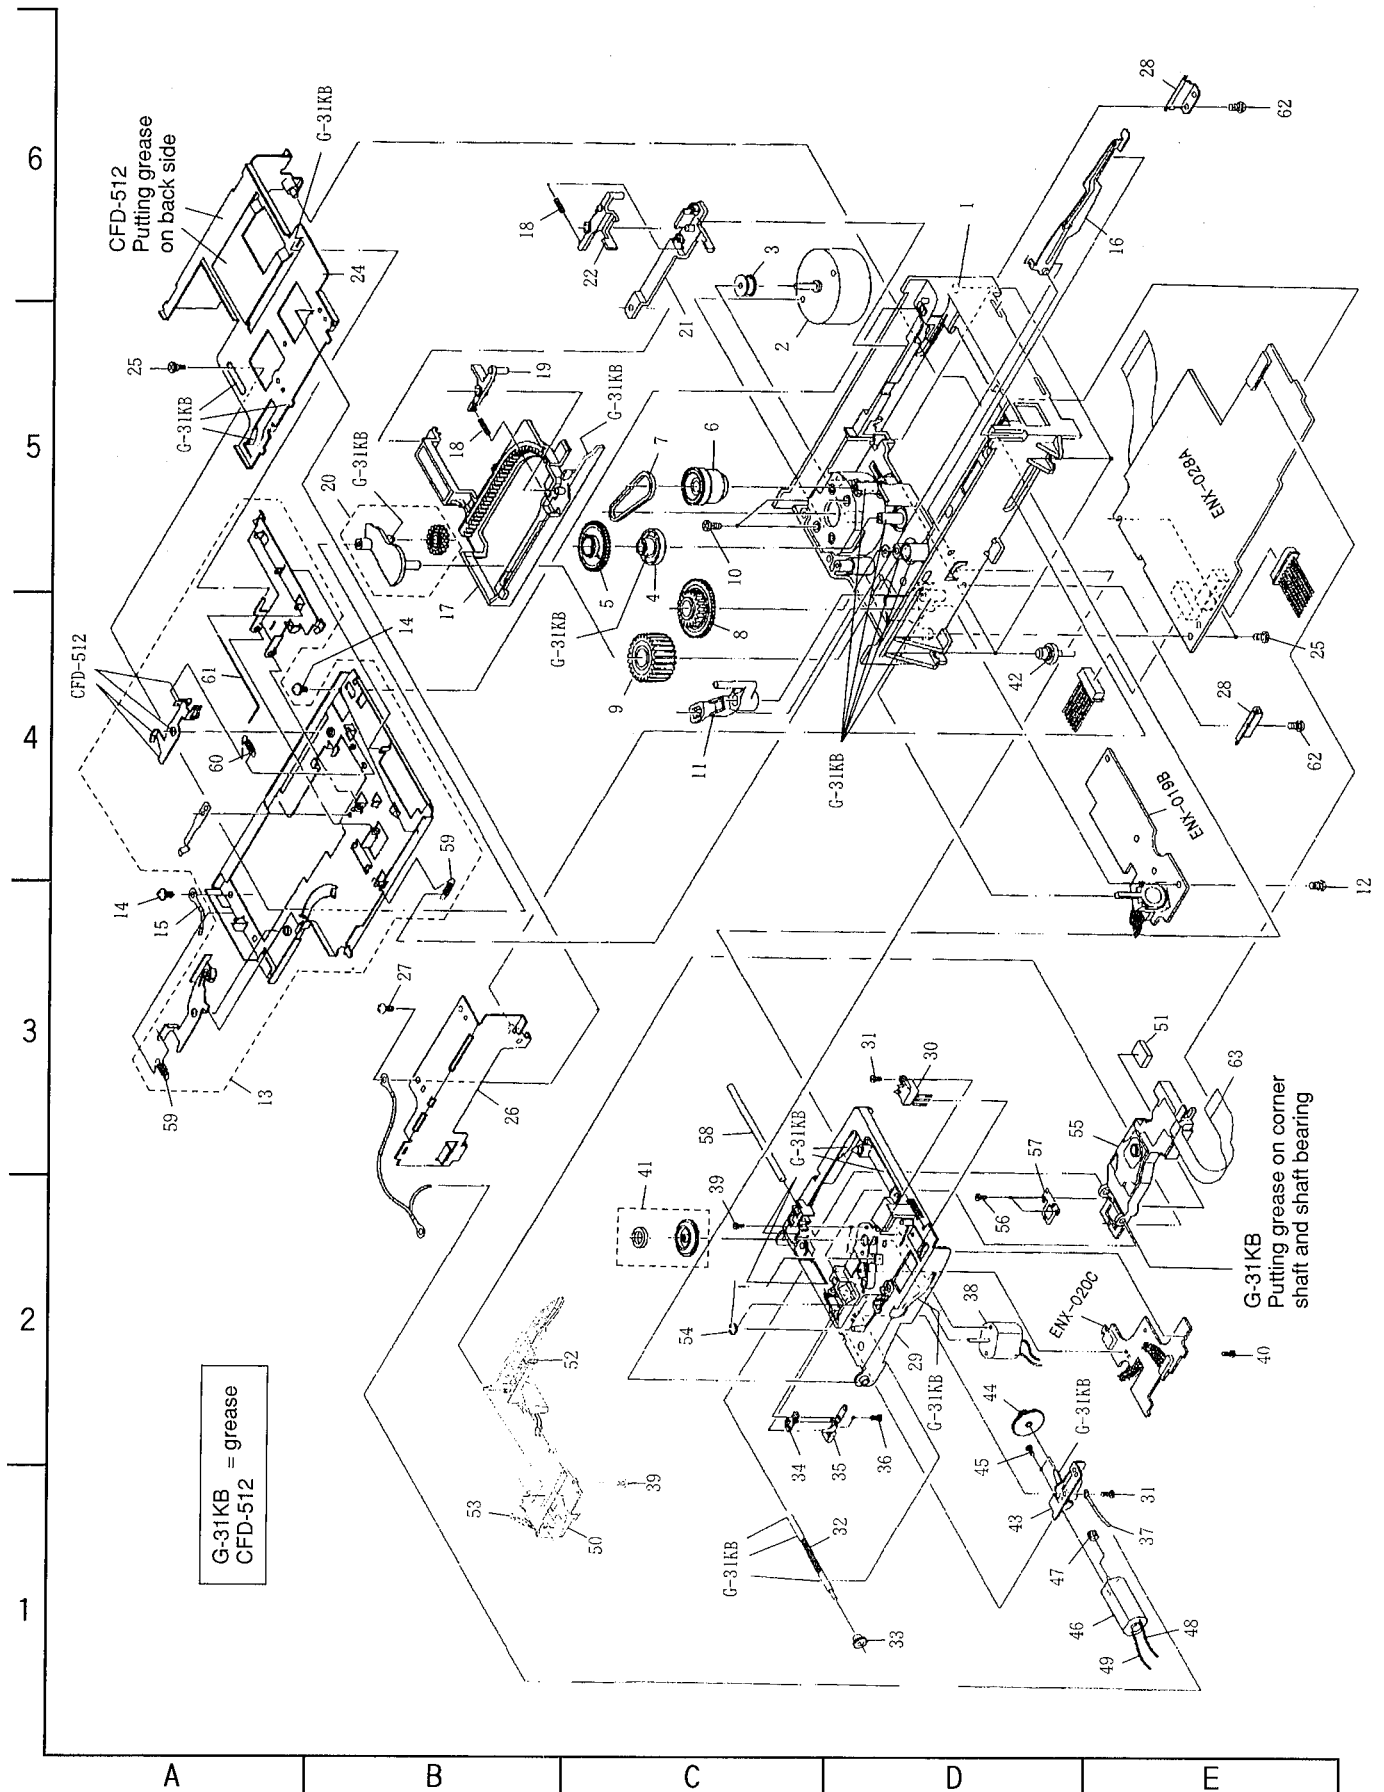 6
5
4
3
2
1
A
B
C
D
E
CFD-512
Putting grease
on back side
G-31KB
24
25
G-31KB
28
62
18
22
21
3
2
1
16
19
18
G-31KB
20
G-31KB
17
7
6
5
4
10
G-31KB
8
9
11
14
CFD-512
61
60
59
14
15
59
13
27
26
G-31KB
42
ENX-028A
25
28
62
ENX-019B
12
31
30
58
41
39
G-31KB
54
51
63
55
57
56
G-31KB
Putting grease on corner
shaft and shaft bearing
52
53
50
39
G-31KB
32
33
34
35
36
29
G-31KB
38
ENX-020C
40
44
45
G-31KB
43
31
37
47
46
48
49
G-31KB = grease
CFD-512